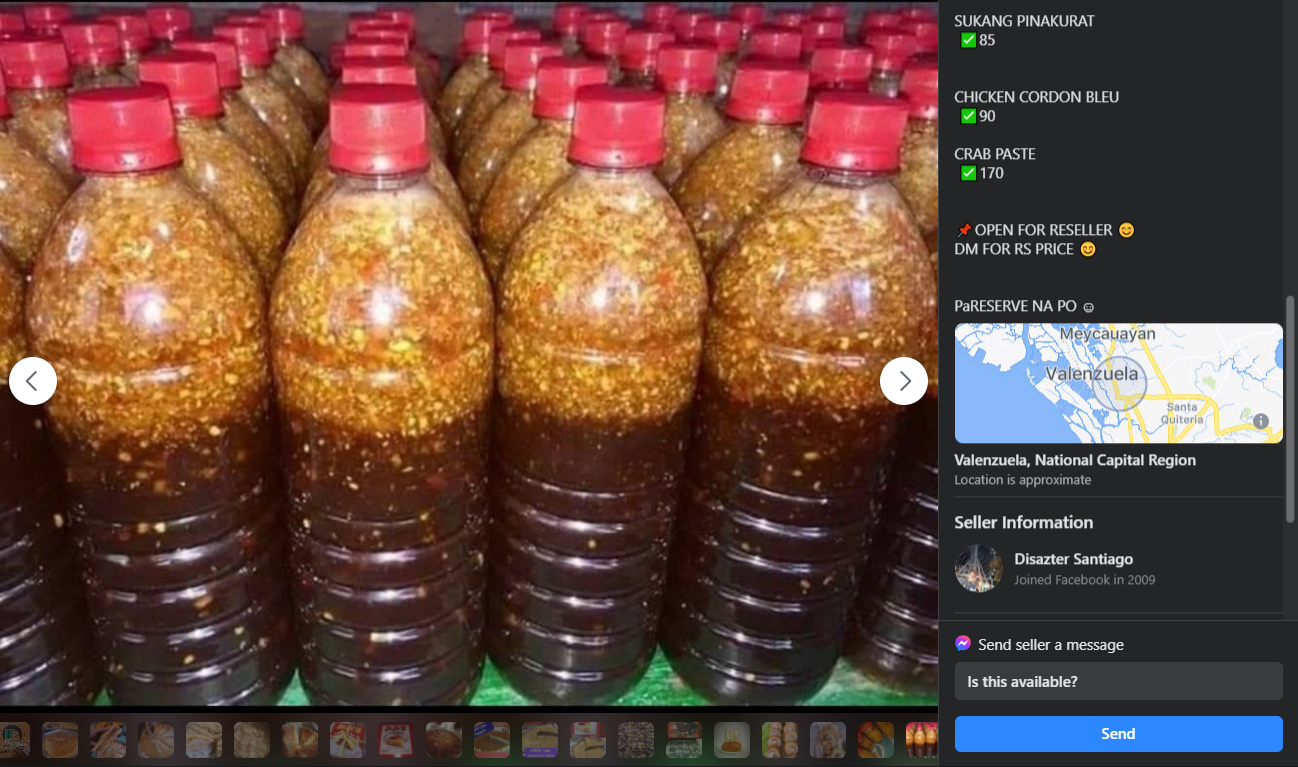 SUKANG PINAKURAT
✅ 85
CHICKEN CORDON BLEU
✅ 90
CRAB PASTE
✅ 170
📌 OPEN FOR RESELLER 😊
DM FOR RS PRICE 😊
PaRESERVE NA PO ☺
Meycauayan
Valenzuela
Santa
Quiteria
Valenzuela, National Capital Region
Location is approximate
Seller Information
Disazter Santiago
Joined Facebook in 2009
Send seller a message
Is this available?
Send